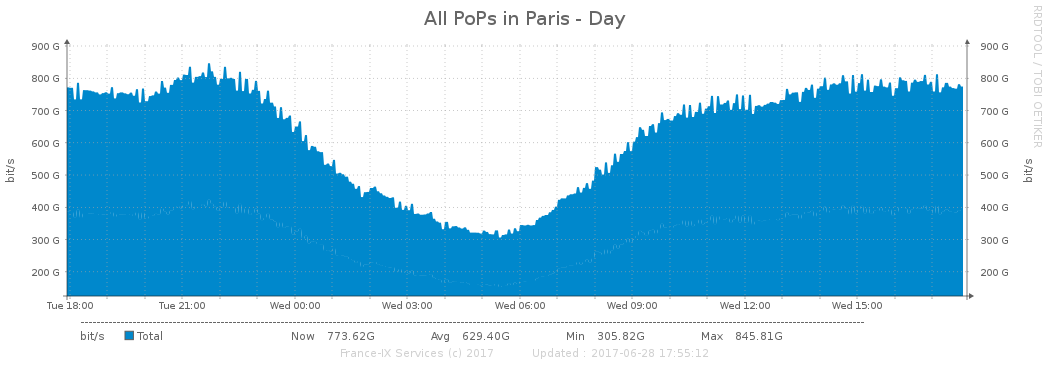 All PoPs in Paris - Day
RRDTOOL / TOBI OETIKER
900 G 900 G
800 G 800 G
700 G 700 G
600 G 600 G
500 G 500 G
400 G 400 G
300 G 300 G
200 G 200 G
bit/s
bit/s
Tue 18:00 Tue 21:00 Wed 00:00 Wed 03:00 Wed 06:00 Wed 09:00 Wed 12:00 Wed 15:00
bit/s Total Now 773.62G Avg 629.40G Min 305.82G Max 845.81G
France-IX Services (c) 2017 Updated : 2017-06-28 17:55:12